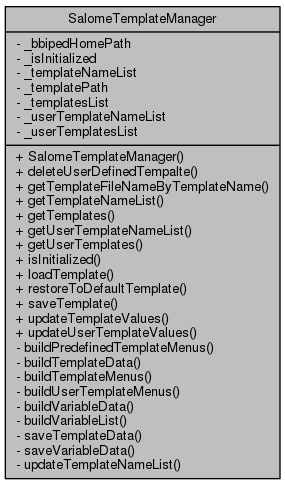 SalomeTemplateManager
- _bbipedHomePath
- _isInitialized
- _templateNameList
- _templatePath
- _templatesList
- _userTemplateNameList
- _userTemplatesList
+ SalomeTemplateManager()
+ deleteUserDefinedTempalte()
+ getTemplateFileNameByTemplateName()
+ getTemplateNameList()
+ getTemplates()
+ getUserTemplateNameList()
+ getUserTemplates()
+ isInitialized()
+ loadTemplate()
+ restoreToDefaultTemplate()
+ saveTemplate()
+ updateTemplateValues()
+ updateUserTemplateValues()
- buildPredefinedTemplateMenus()
- buildTemplateData()
- buildTemplateMenus()
- buildUserTemplateMenus()
- buildVariableData()
- buildVariableList()
- saveTemplateData()
- saveVariableData()
- updateTemplateNameList()